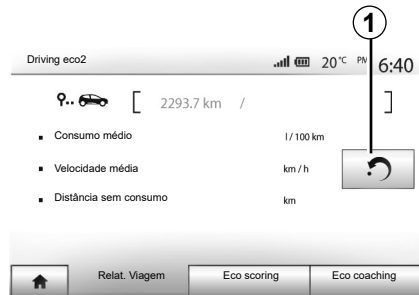 1
Driving eco2 20°C PM 6:40
[ 2293.7 km / ]
Consumo médio l / 100 km
Velocidade média km / h
Distância sem consumo km
Relat. Viagem Eco scoring Eco coaching